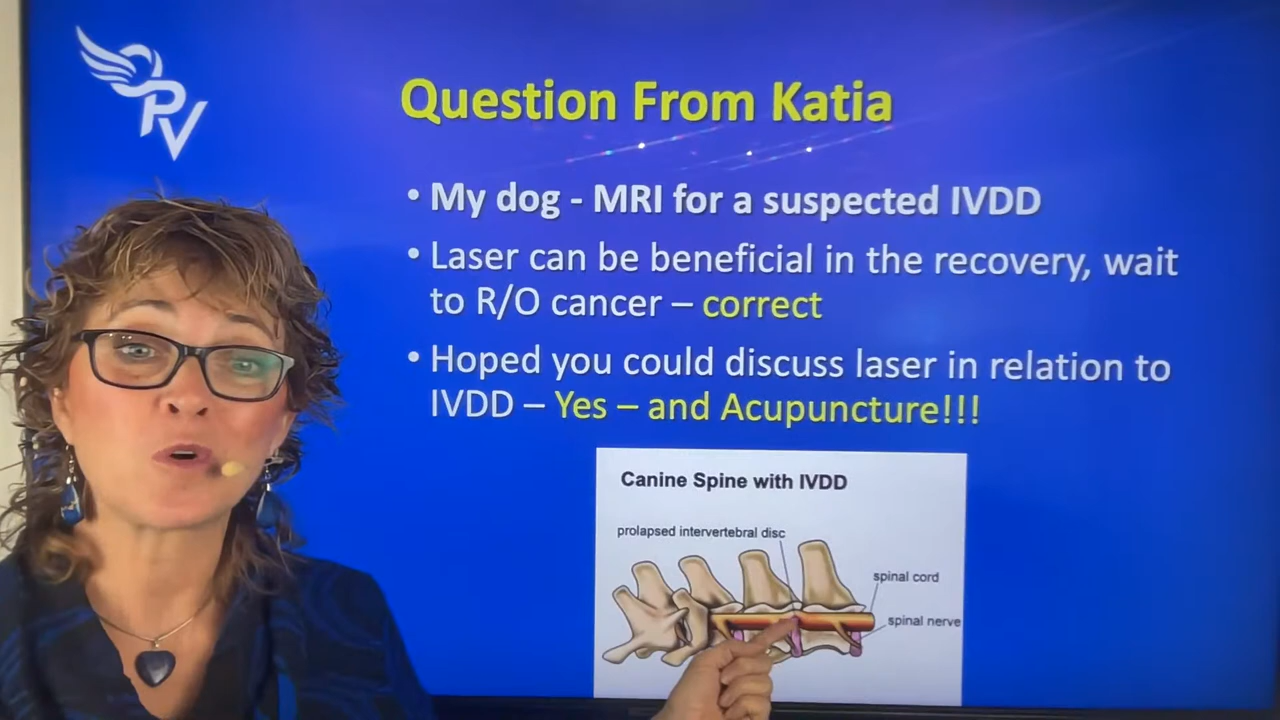 RV
Question From Katia
• My dog - MRI for a suspected IVDD
• Laser can be beneficial in the recovery, wait
to R/O cancer – correct
• Hoped you could discuss laser in relation to
IVDD – Yes – and Acupuncture!!!
Canine Spine with IVDD
prolapsed intervertebral disc
spinal cord
spinal nerve